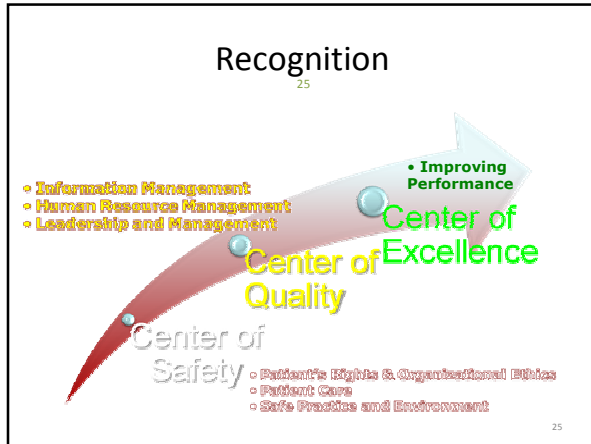 Recognition
25
• Improving
Performance
• Information Management
• Human Resource Management
• Leadership and Management
Center of
Excellence
Center of
Quality
Center of
Safety
• Patient's Rights & Organizational Ethics
• Patient Care
• Safe Practice and Environment
25